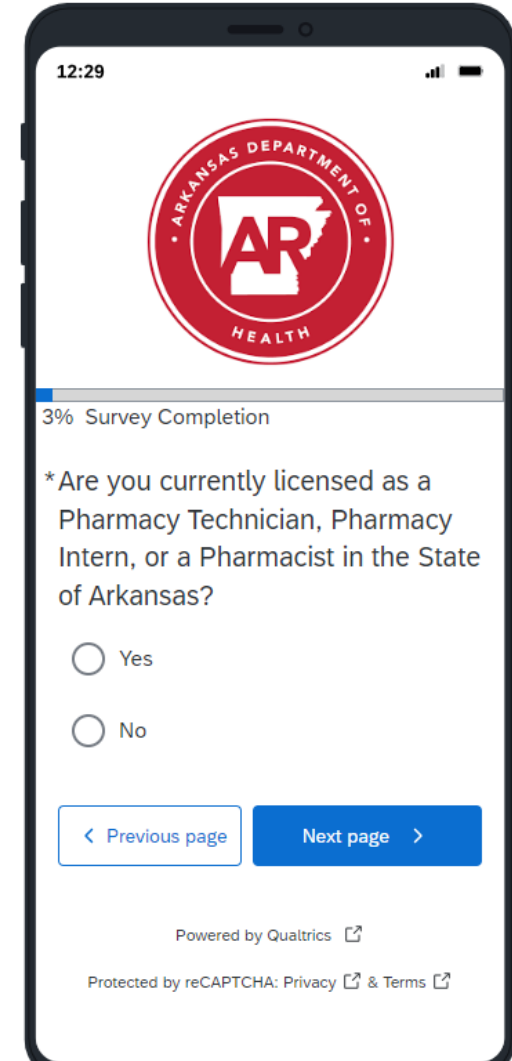 12:29
• ARKANSAS DEPARTMENT OF •
AR
HEALTH
3% Survey Completion
*Are you currently licensed as a
Pharmacy Technician, Pharmacy
Intern, or a Pharmacist in the State
of Arkansas?
Yes
No
Previous page
Next page
Powered by Qualtrics
Protected by reCAPTCHA: Privacy & Terms